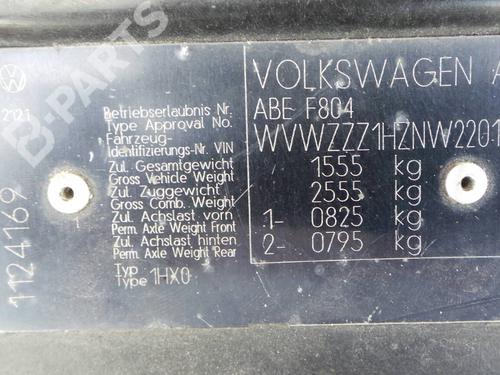 VOLKSWAGEN A
Betriebserlaubnis Nr.
Type Approval No.
ABE F804
Fahrzeug-
Identifizierungs-Nr. VIN
WVWZZZ1HZNW2201
Zul. Gesamtgewicht
Gross Vehicle Weight
1555 kg
Zul. Zuggewicht
Gross Comb. Weight
2555 kg
Zul. Achslast vorn
Perm. Axle Weight Front
1- 0825 kg
Zul. Achslast hinten
Perm. Axle Weight Rear
2- 0795 kg
Typ
Type 1HX0
1124169
B-PARTS